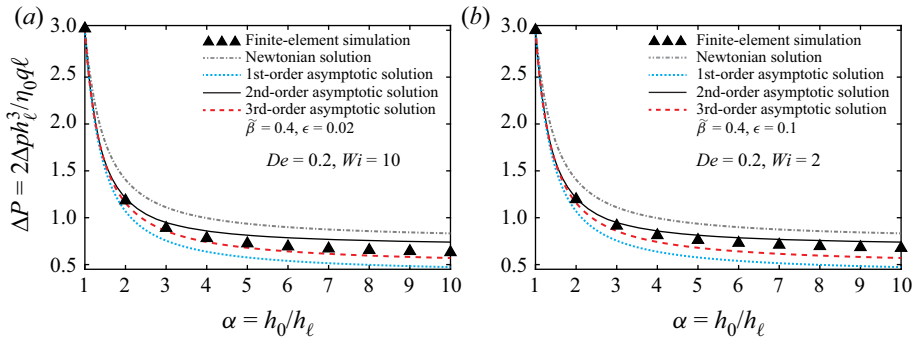 (a)
3.0
2.5
2.0
1.5
1.0
0.5
ΔP = 2Δph_ℓ^3/η_0qℓ
Finite-element simulation
Newtonian solution
1st-order asymptotic solution
2nd-order asymptotic solution
3rd-order asymptotic solution
β̃ = 0.4, ϵ = 0.02
De = 0.2, Wi = 10
1 2 3 4 5 6 7 8 9 10
α = h_0/h_ℓ
(b)
3.0
2.5
2.0
1.5
1.0
0.5
Finite-element simulation
Newtonian solution
1st-order asymptotic solution
2nd-order asymptotic solution
3rd-order asymptotic solution
β̃ = 0.4, ϵ = 0.1
De = 0.2, Wi = 2
1 2 3 4 5 6 7 8 9 10
α = h_0/h_ℓ